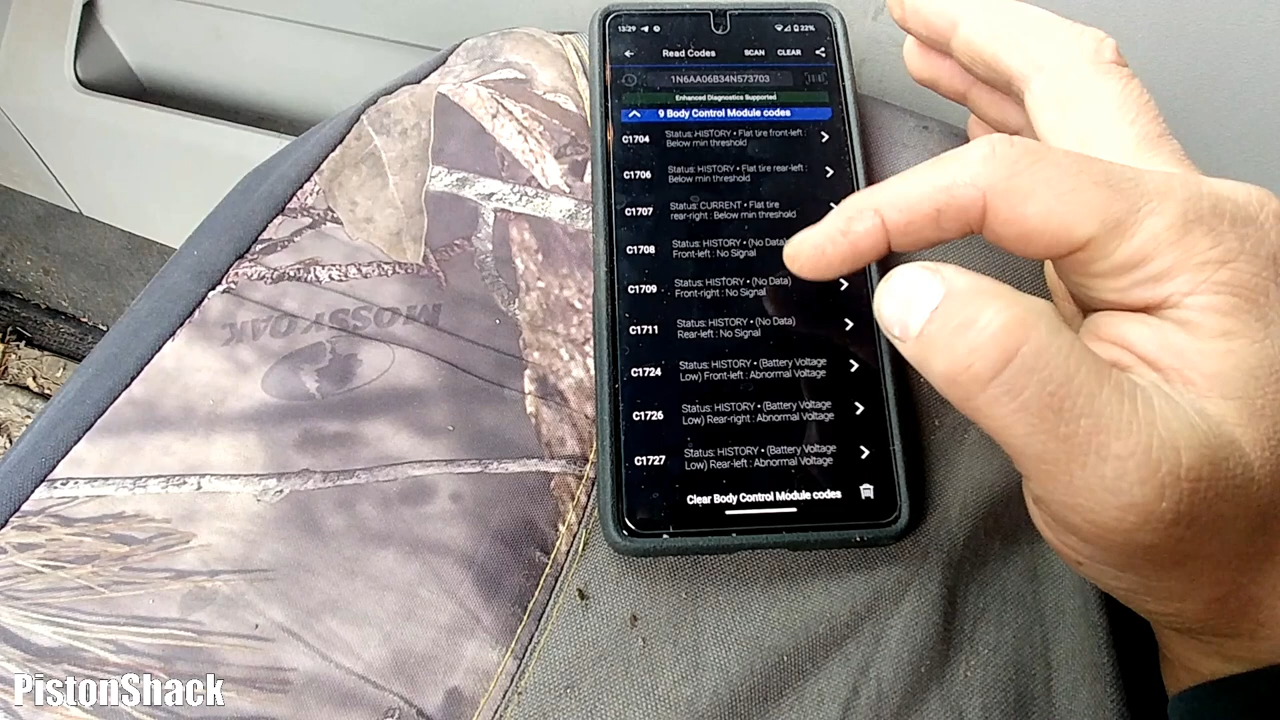 13:29
22%
Read Codes SCAN CLEAR
1N6AA06B34N573703
Enhanced Diagnostics Supported
9 Body Control Module codes
C1704 Status: HISTORY • Flat tire front-left :
Below min threshold
C1706 Status: HISTORY • Flat tire rear-left :
Below min threshold
C1707 Status: CURRENT • Flat tire
rear-right : Below min threshold
C1708 Status: HISTORY • (No Data)
Front-left : No Signal
C1709 Status: HISTORY • (No Data)
Front-right : No Signal
C1711 Status: HISTORY • (No Data)
Rear-left : No Signal
C1724 Status: HISTORY • (Battery Voltage
Low) Front-left : Abnormal Voltage
C1726 Status: HISTORY • (Battery Voltage
Low) Rear-right : Abnormal Voltage
C1727 Status: HISTORY • (Battery Voltage
Low) Rear-left : Abnormal Voltage
Clear Body Control Module codes
MOSSY OAK
PistonShack